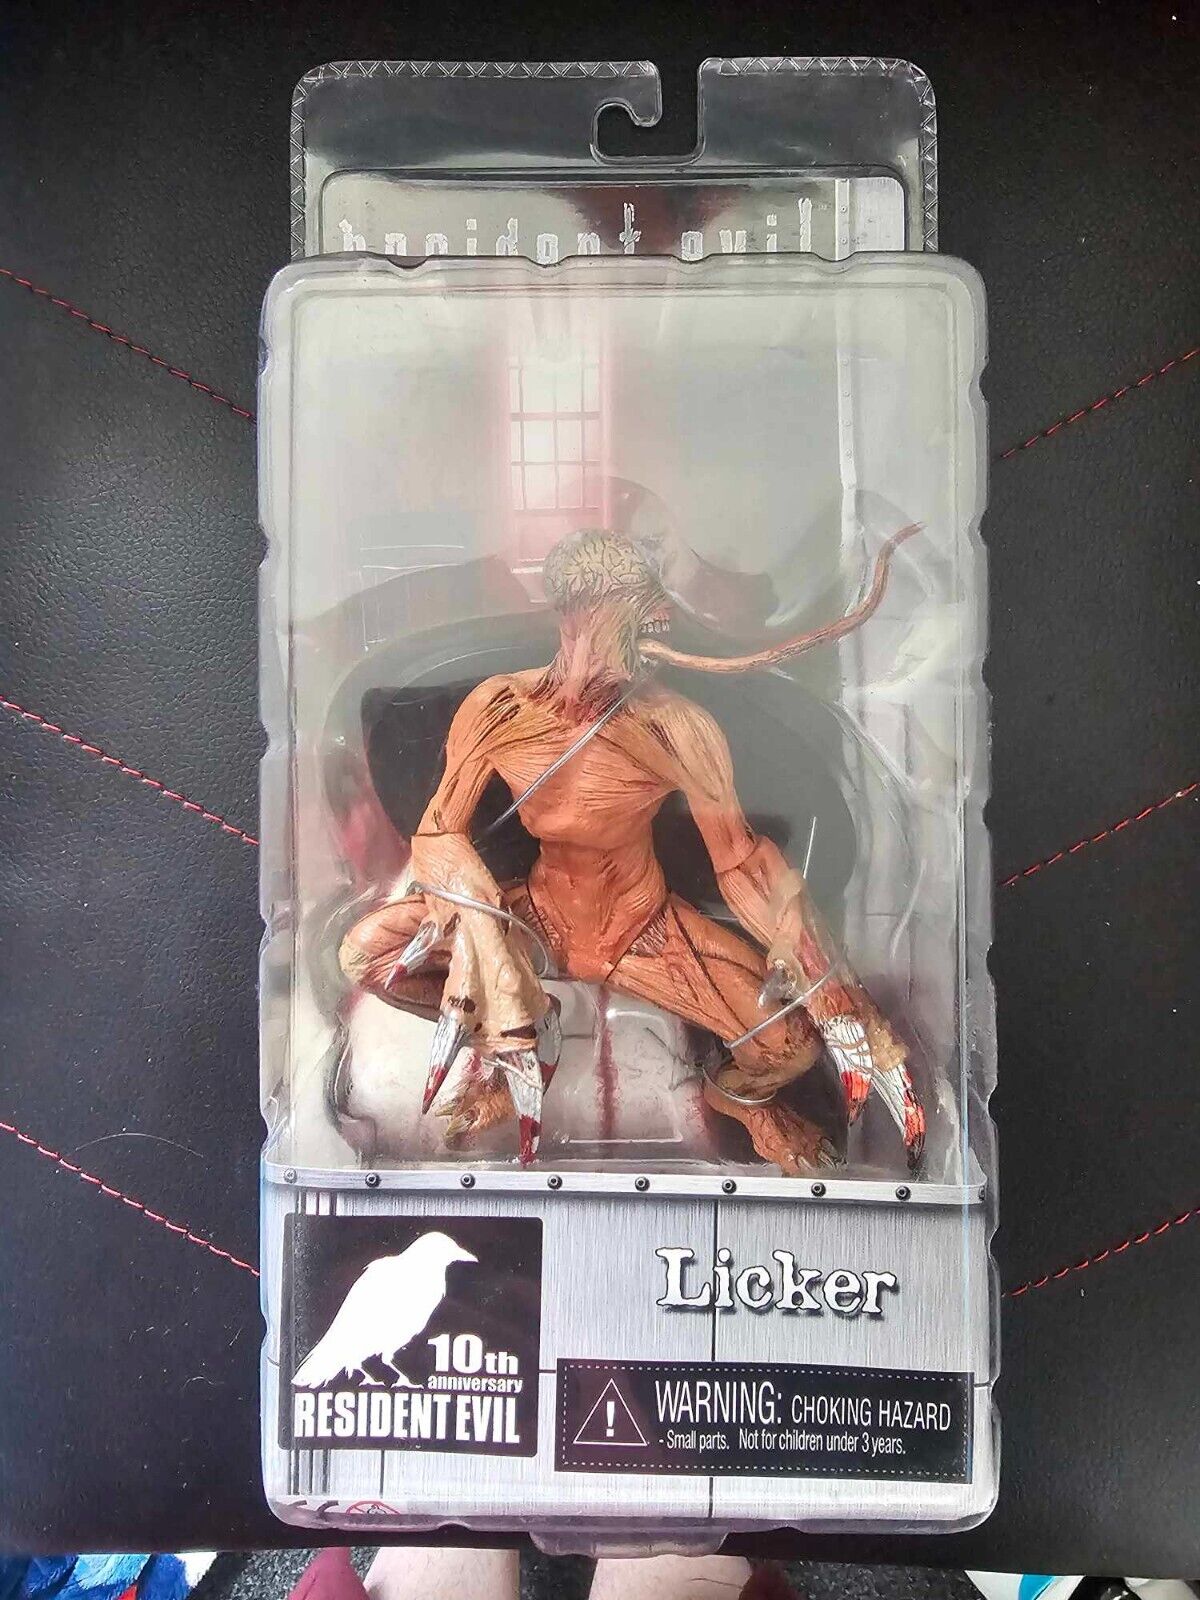 resident evil
Licker
10th
anniversary
RESIDENT EVIL
WARNING: CHOKING HAZARD
- Small parts. Not for children under 3 years.